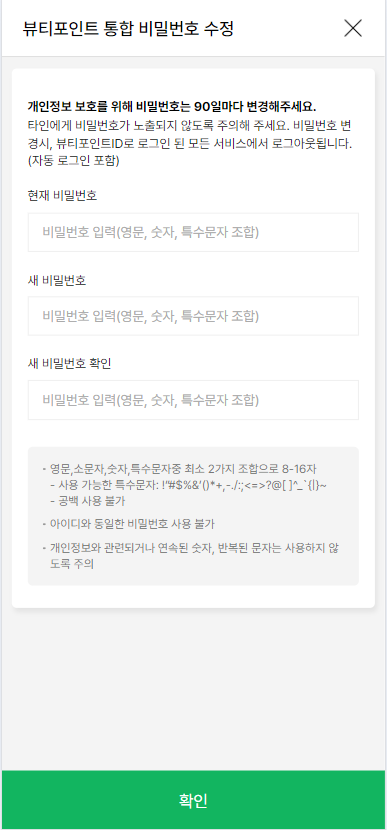 뷰티포인트 통합 비밀번호 수정
개인정보 보호를 위해 비밀번호는 90일마다 변경해주세요.
타인에게 비밀번호가 노출되지 않도록 주의해 주세요. 비밀번호 변
경시, 뷰티포인트ID로 로그인 된 모든 서비스에서 로그아웃됩니다.
(자동 로그인 포함)
현재 비밀번호
비밀번호 입력(영문, 숫자, 특수문자 조합)
새 비밀번호
비밀번호 입력(영문, 숫자, 특수문자 조합)
새 비밀번호 확인
비밀번호 입력(영문, 숫자, 특수문자 조합)
- 영문,소문자,숫자,특수문자중 최소 2가지 조합으로 8-16자
- 사용 가능한 특수문자: !"#$%&'()*+,-./:;<=>?@[ ]^_`{|}~
- 공백 사용 불가
- 아이디와 동일한 비밀번호 사용 불가
- 개인정보와 관련되거나 연속된 숫자, 반복된 문자는 사용하지 않
도록 주의
확인